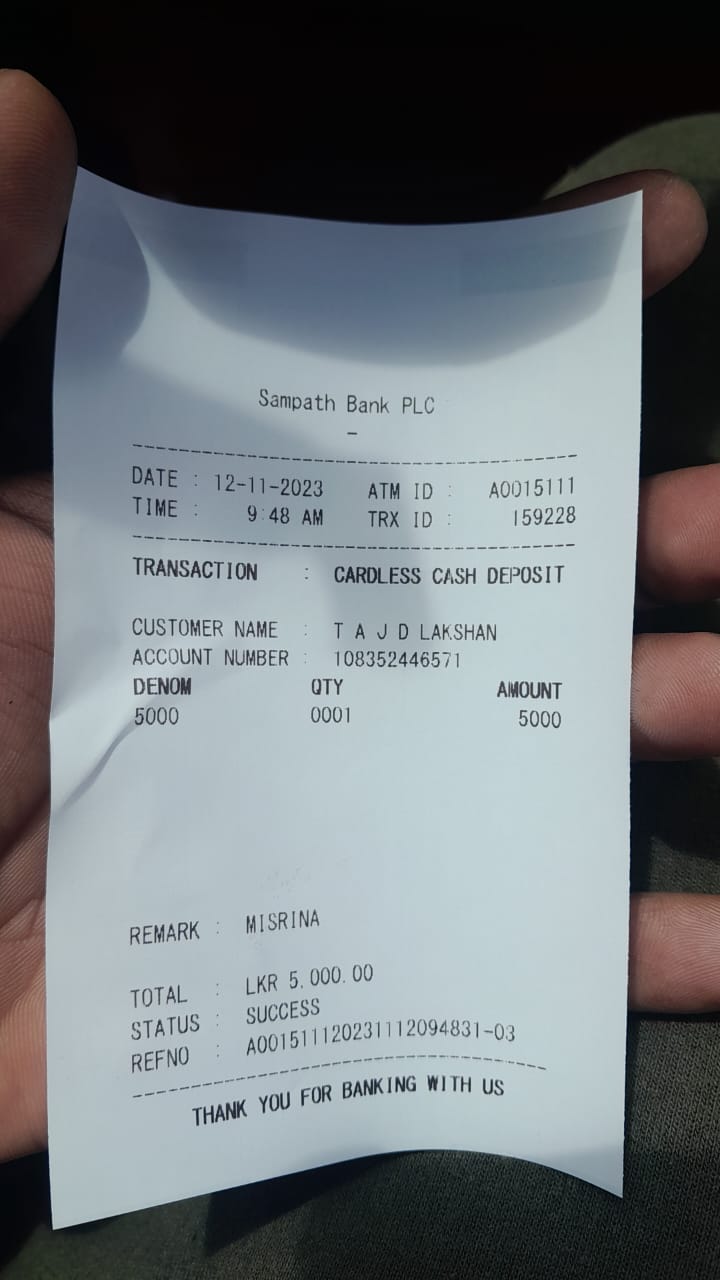 Sampath Bank PLC
-
DATE : 12-11-2023 ATM ID : A0015111
TIME : 9:48 AM TRX ID : 159228
TRANSACTION : CARDLESS CASH DEPOSIT
CUSTOMER NAME : T A J D LAKSHAN
ACCOUNT NUMBER : 108352446571
DENOM QTY AMOUNT
5000 0001 5000
REMARK : MISRINA
TOTAL : LKR 5,000.00
STATUS : SUCCESS
REFNO : A001511120231112094831-03
THANK YOU FOR BANKING WITH US